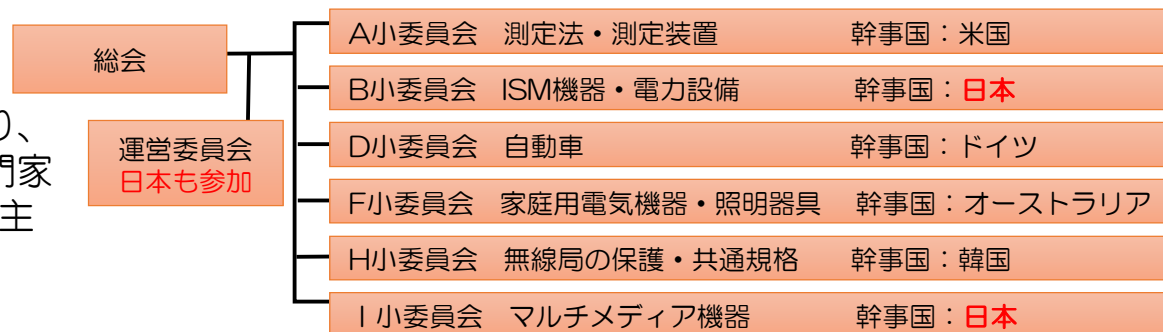 総会
り、
門家
主
運営委員会
日本も参加
A小委員会 測定法・測定装置 幹事国：米国
B小委員会 ISM機器・電力設備 幹事国：日本
D小委員会 自動車 幹事国：ドイツ
F小委員会 家庭用電気機器・照明器具 幹事国：オーストラリア
H小委員会 無線局の保護・共通規格 幹事国：韓国
I小委員会 マルチメディア機器 幹事国：日本